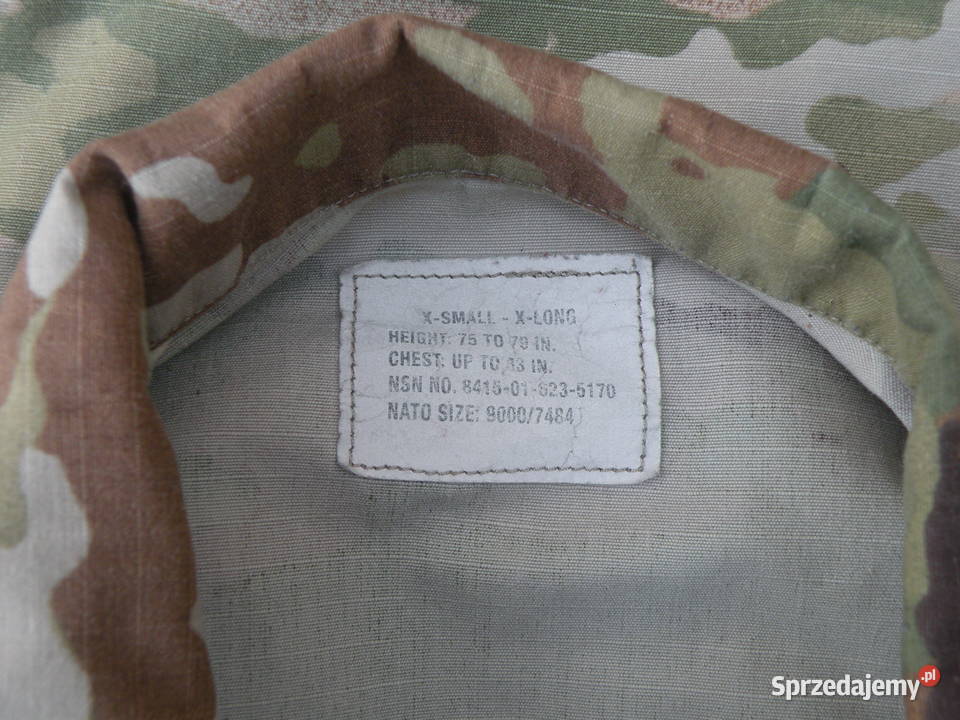 X-SMALL - X-LONG
HEIGHT: 75 TO 79 IN.
CHEST: UP TO 33 IN.
NSN NO. 8415-01-623-5170
NATO SIZE: 9000/7484
Sprzedajemy.pl